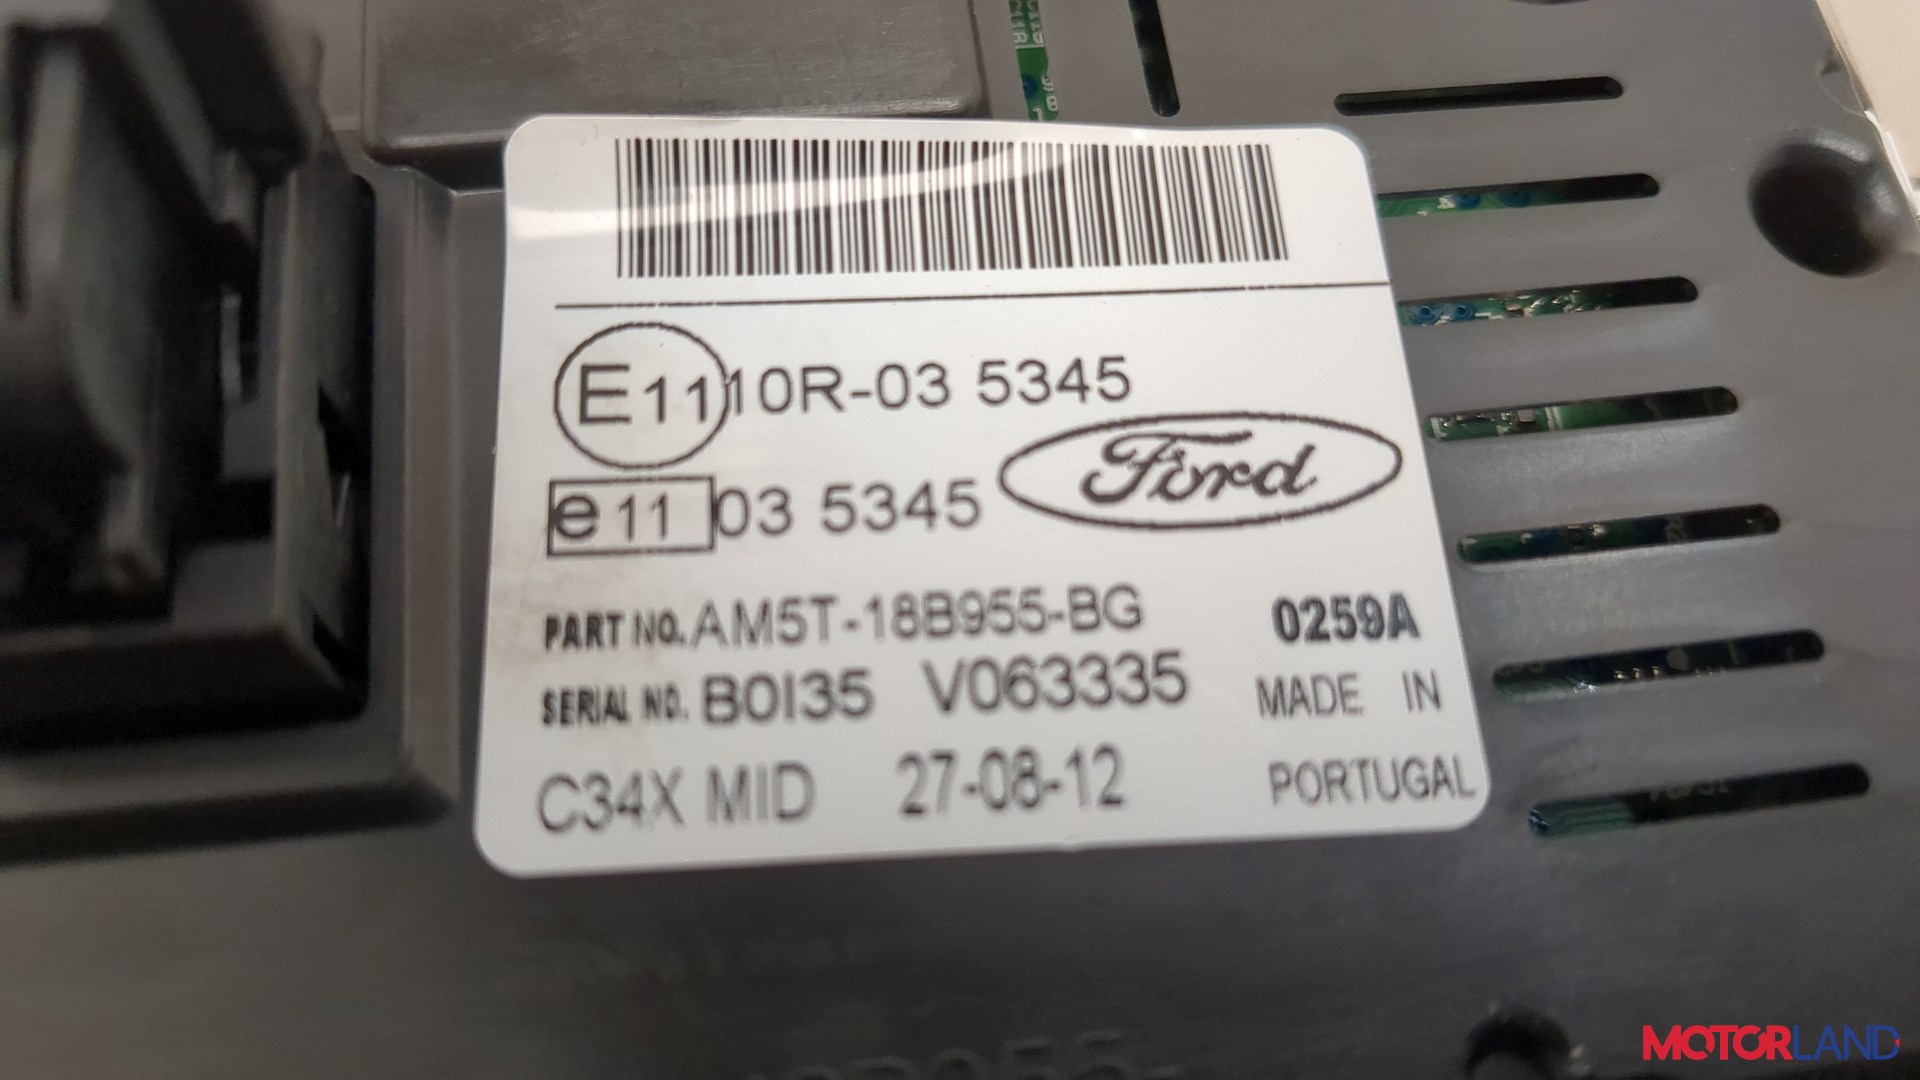 E11 10R-03 5345
Ford
e11 03 5345
PART NO. AM5T-18B955-BG 0259A
SERIAL NO. B0135 V063335 MADE IN
C34X MID 27-08-12 PORTUGAL
MOTORLAND